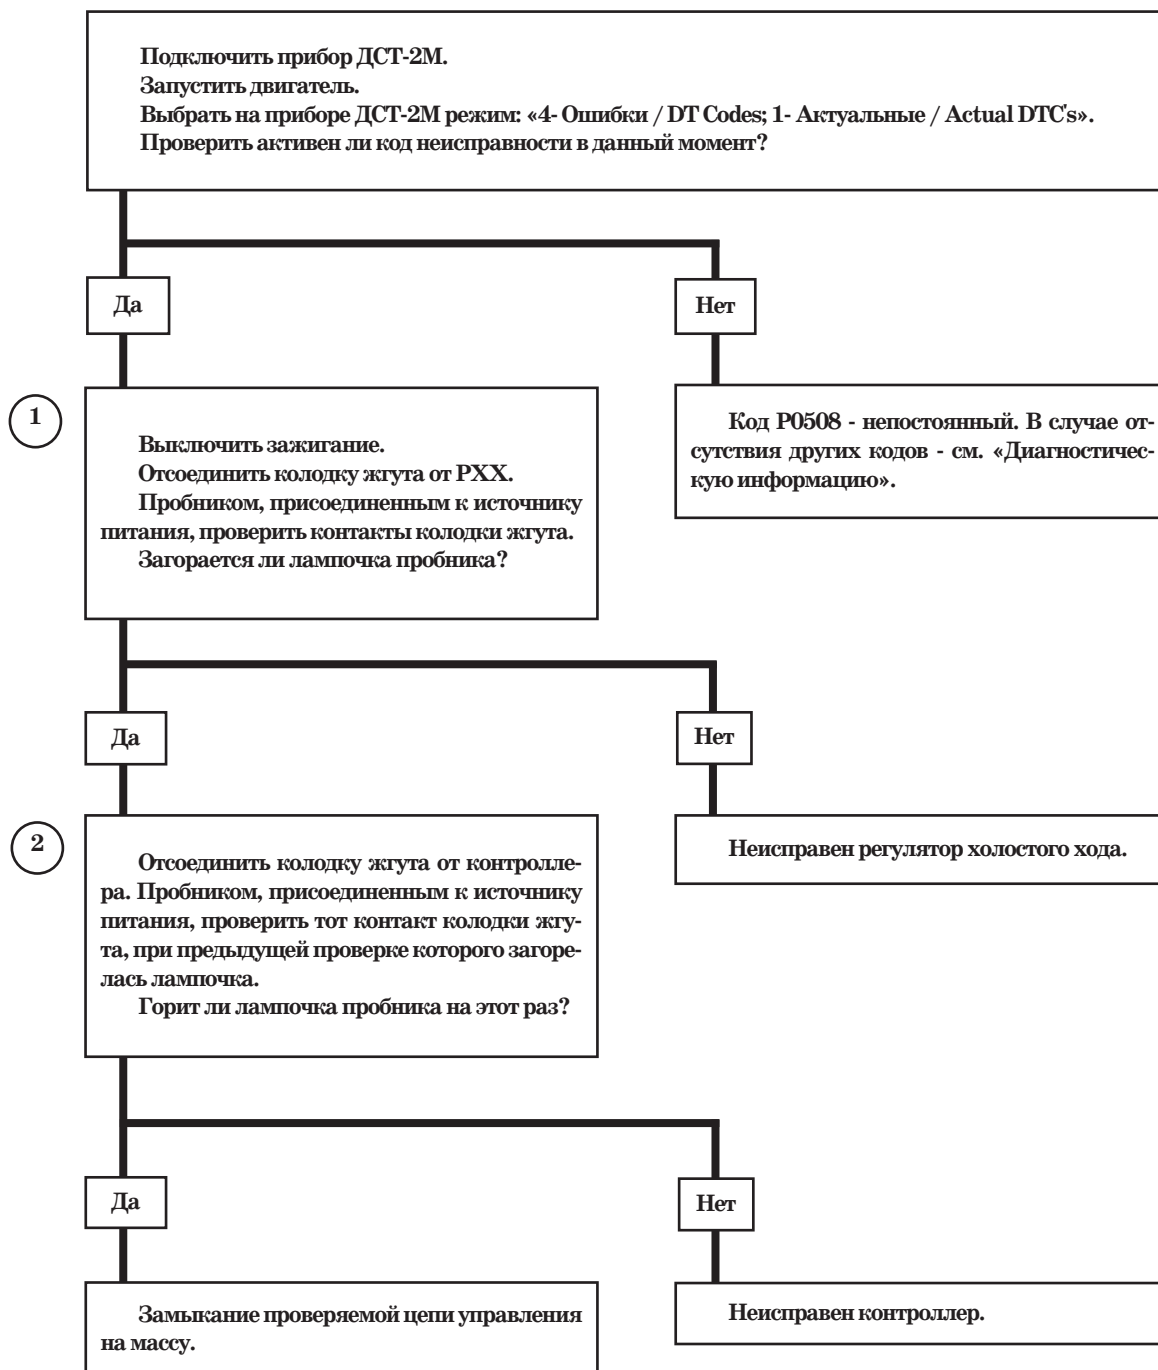 Подключить прибор ДСТ-2М.
Запустить двигатель.
Выбрать на приборе ДСТ-2М режим: «4- Ошибки / DT Codes; 1- Актуальные / Actual DTC's».
Проверить активен ли код неисправности в данный момент?
Да
Нет
1
Выключить зажигание.
Отсоединить колодку жгута от РХХ.
Пробником, присоединенным к источнику
питания, проверить контакты колодки жгута.
Загорается ли лампочка пробника?
Код Р0508 - непостоянный. В случае от-
сутствия других кодов - см. «Диагностичес-
кую информацию».
Да
Нет
2
Отсоединить колодку жгута от контролле-
ра. Пробником, присоединенным к источнику
питания, проверить тот контакт колодки жгу-
та, при предыдущей проверке которого загоре-
лась лампочка.
Горит ли лампочка пробника на этот раз?
Неисправен регулятор холостого хода.
Да
Нет
Замыкание проверяемой цепи управления
на массу.
Неисправен контроллер.